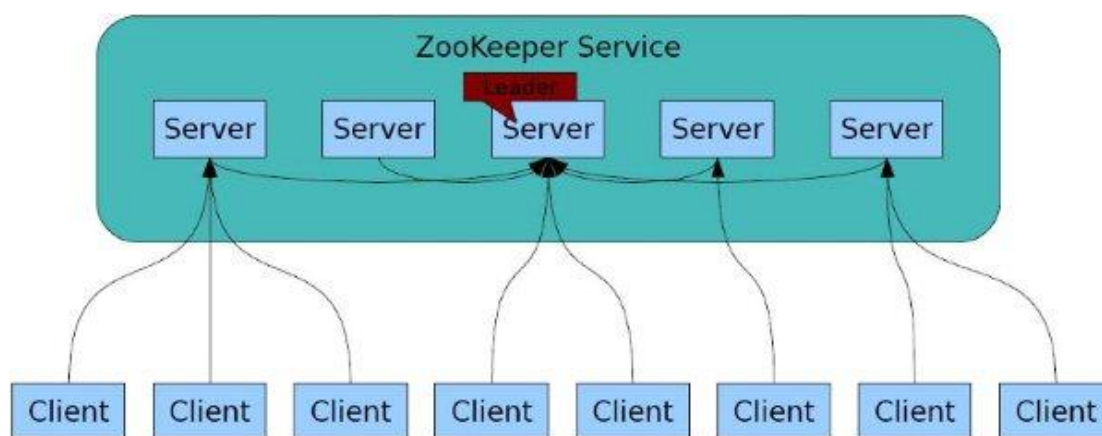 ZooKeeper Service
Leader
Server Server Server Server Server
Client Client Client Client Client Client Client Client